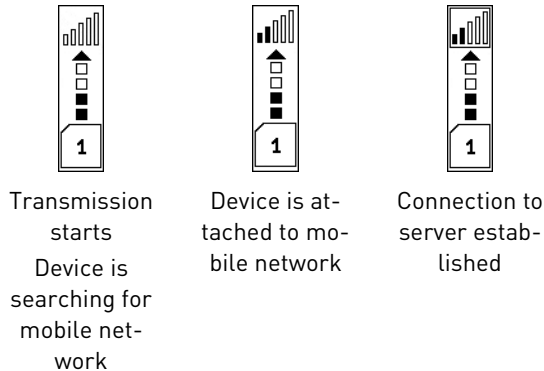 1
1
1
Transmission
starts
Device is
searching for
mobile net-
work
Device is at-
tached to mo-
bile network
Connection to
server estab-
lished